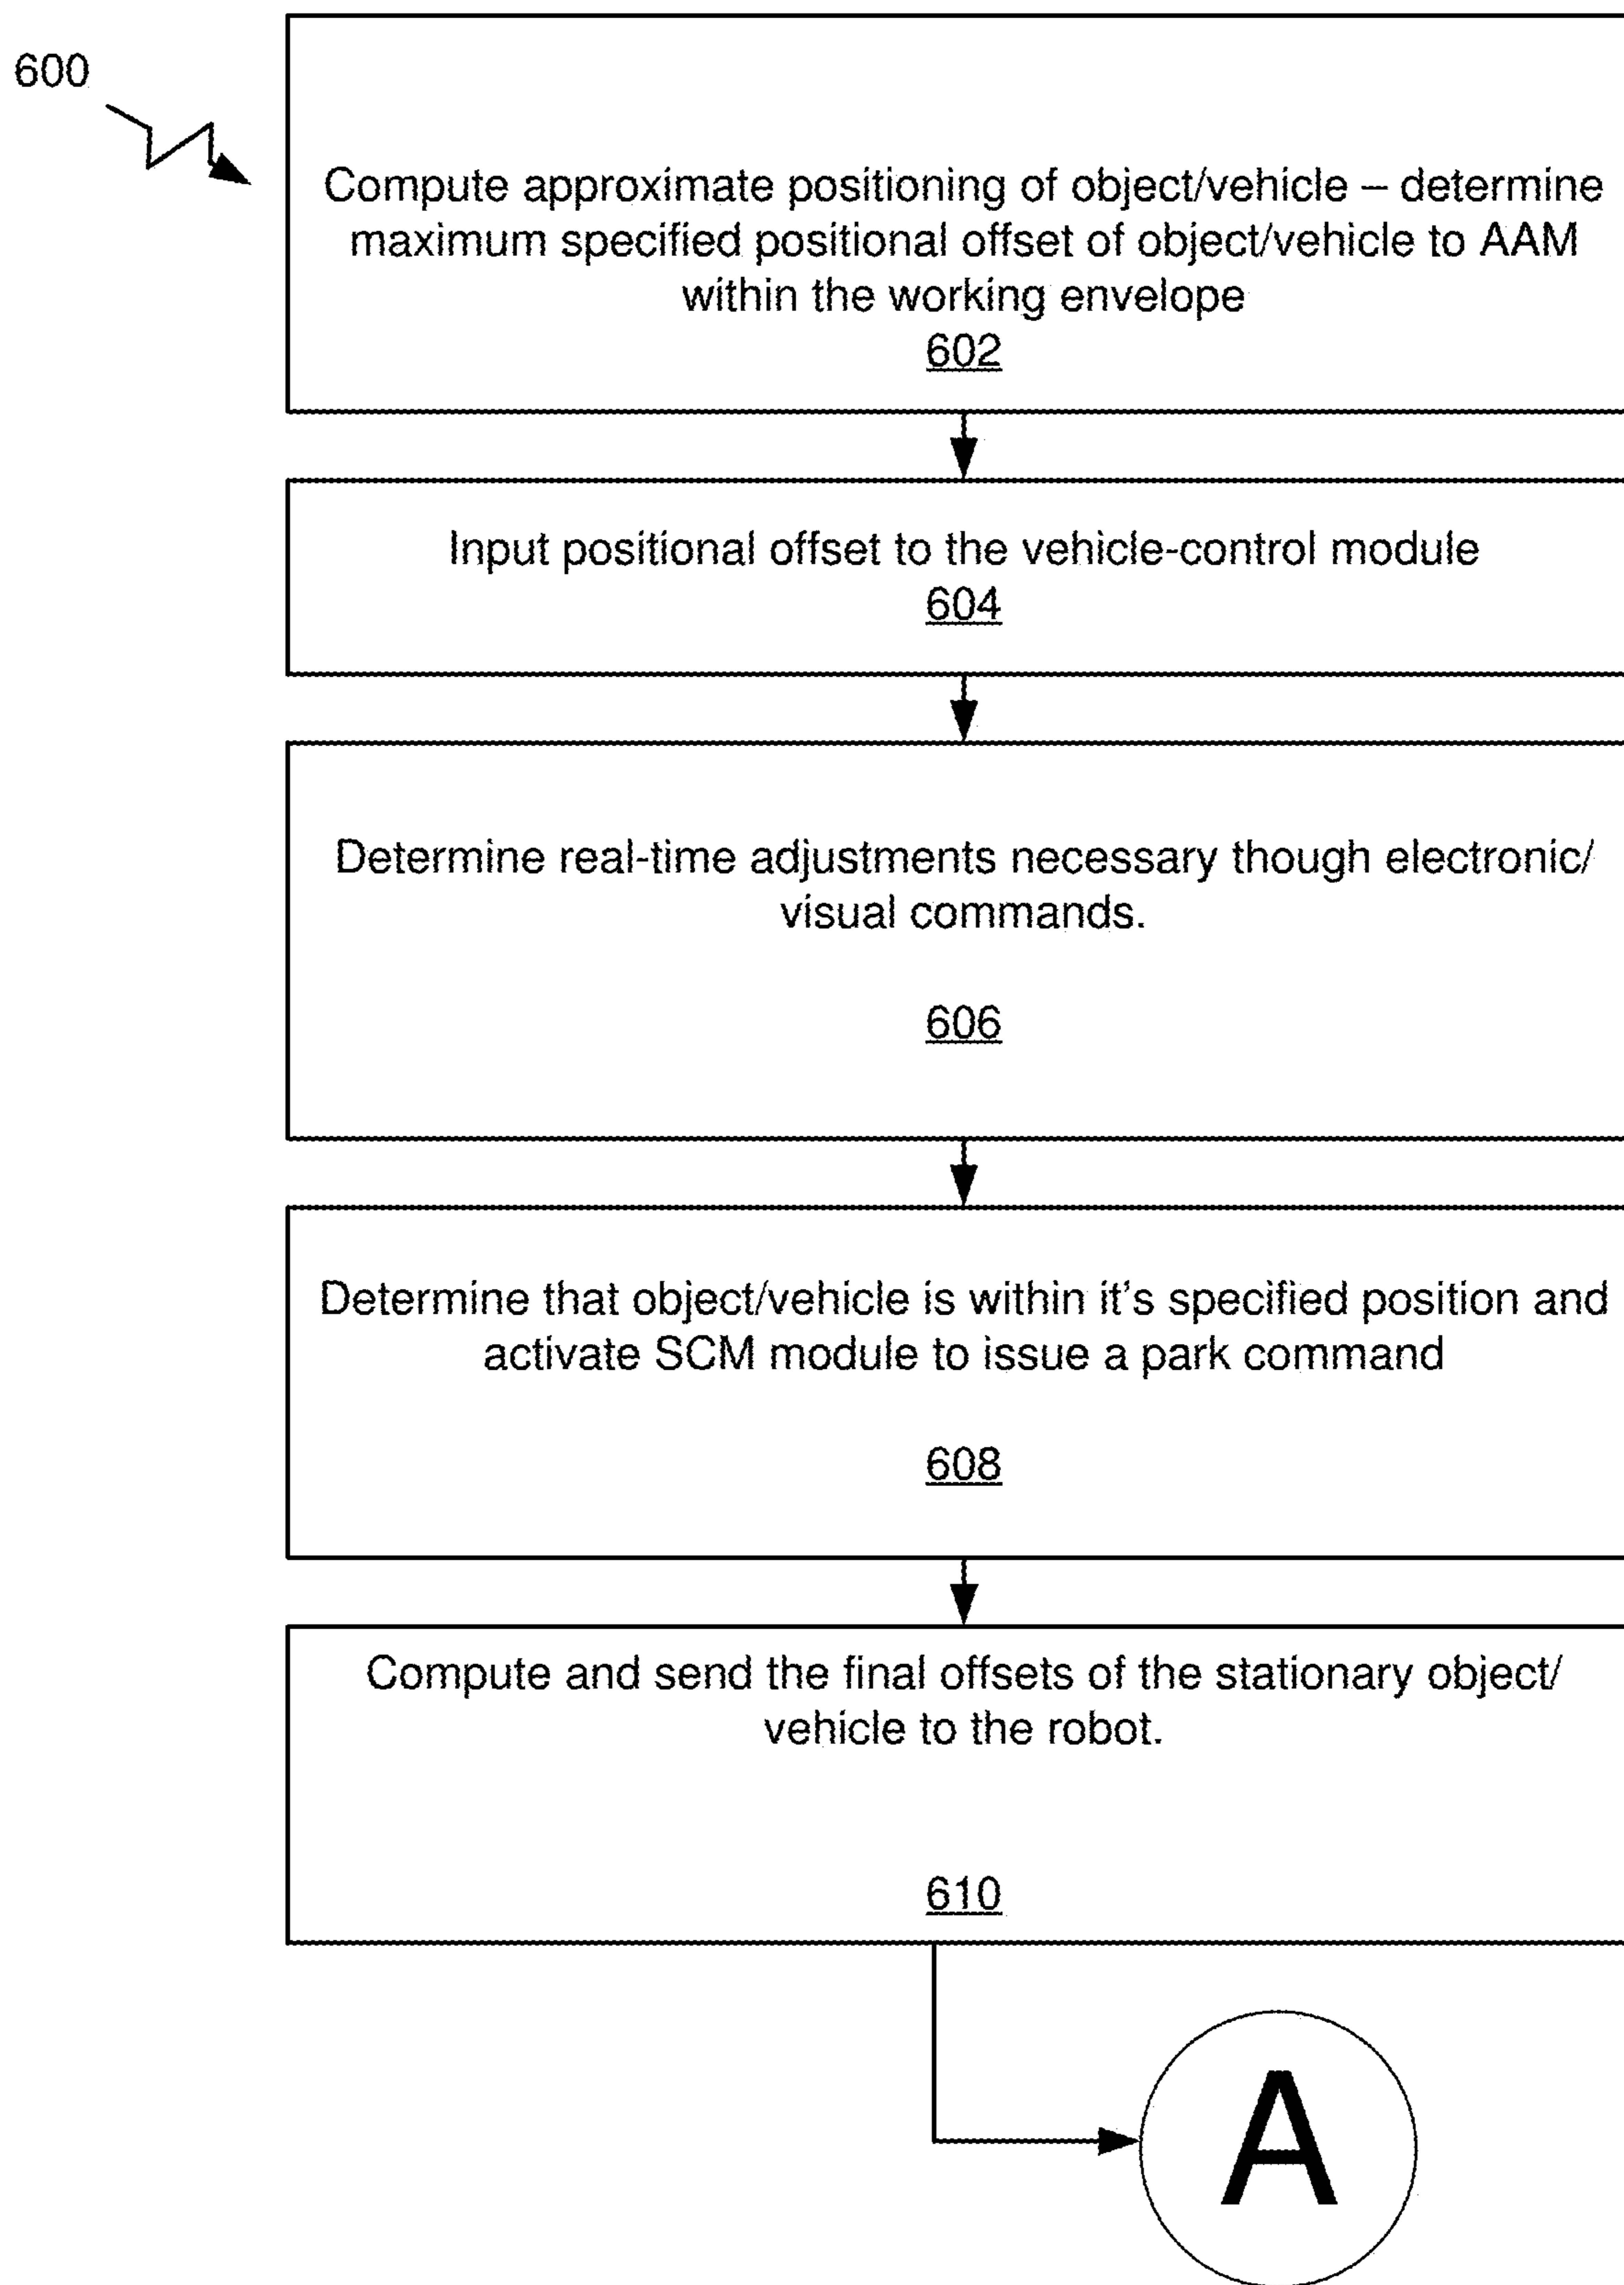 600
Compute approximate positioning of object/vehicle – determine
maximum specified positional offset of object/vehicle to AAM
within the working envelope
602
Input positional offset to the vehicle-control module
604
Determine real-time adjustments necessary though electronic/
visual commands.
606
Determine that object/vehicle is within it's specified position and
activate SCM module to issue a park command
608
Compute and send the final offsets of the stationary object/
vehicle to the robot.
610
A